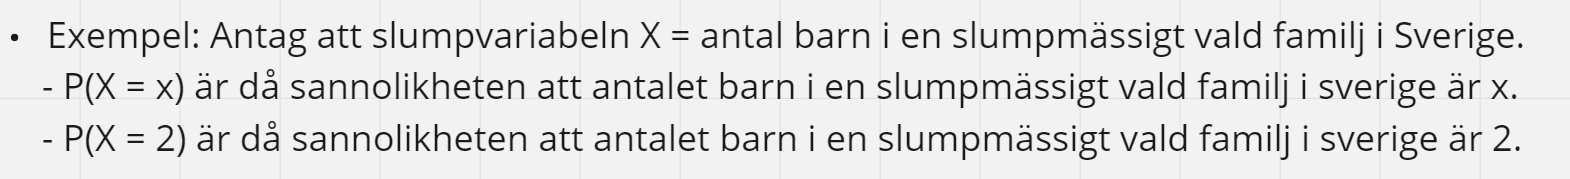 • Exempel: Antag att slumpvariabeln X = antal barn i en slumpmässigt vald familj i Sverige.
- P(X = x) är då sannolikheten att antalet barn i en slumpmässigt vald familj i sverige är x.
- P(X = 2) är då sannolikheten att antalet barn i en slumpmässigt vald familj i sverige är 2.